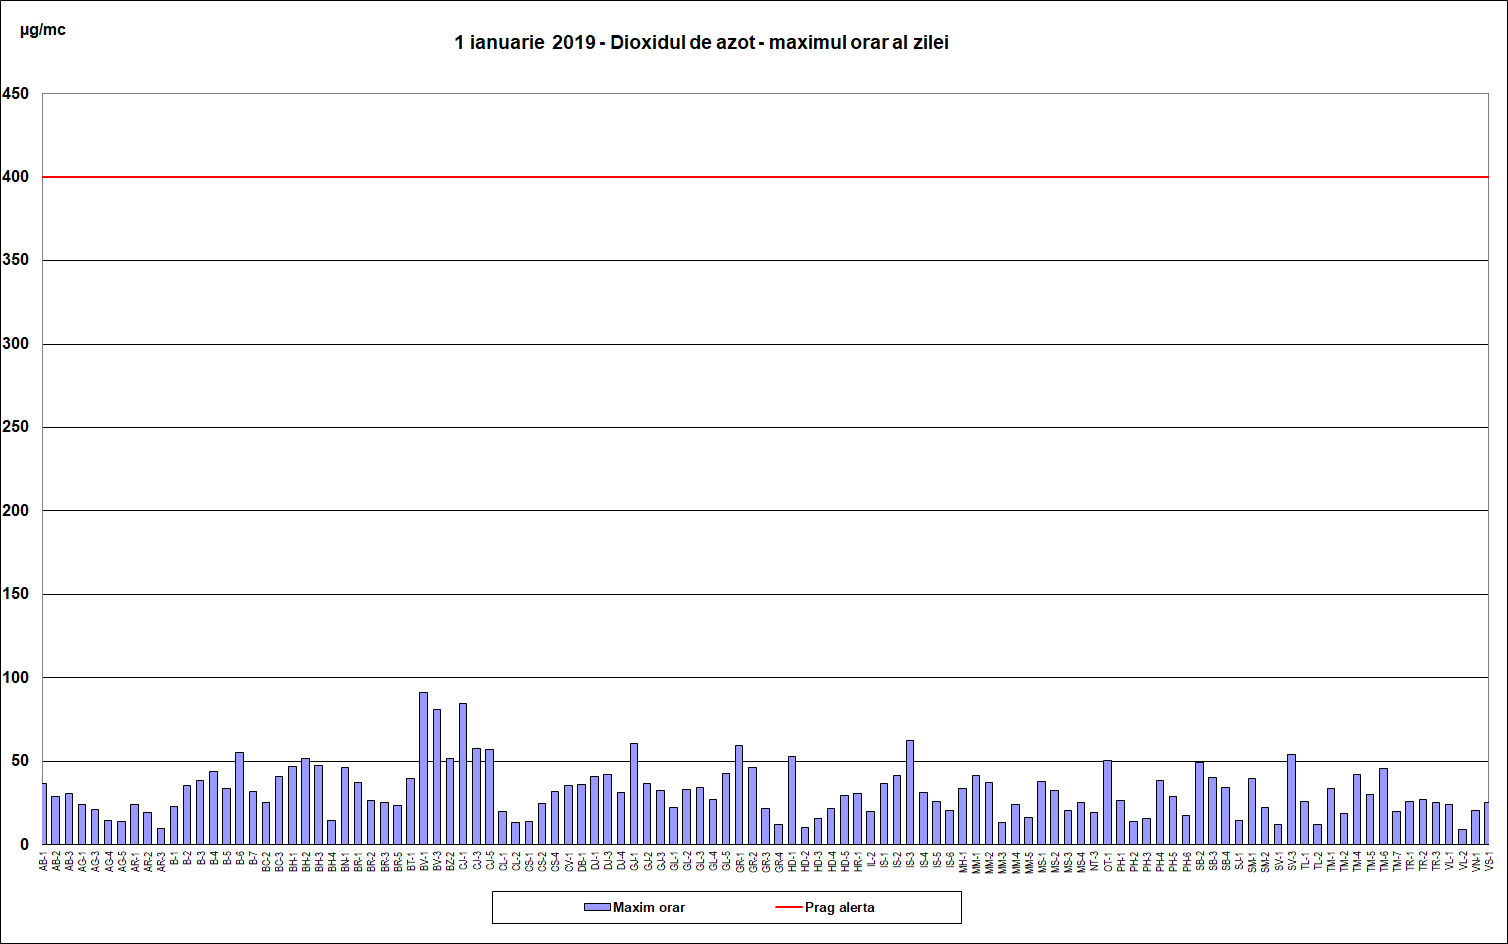 µg/mc
1 ianuarie 2019 - Dioxidul de azot - maximul orar al zilei
450
400
350
300
250
200
150
100
50
0
AB-1 AB-2 AB-3 AG-1 AG-3 AG-4 AG-5 AR-1 AR-2 AR-3 B-1 B-2 B-3 B-4 B-5 B-6 B-7 BC-2 BC-3 BH-1 BH-2 BH-3 BH-4 BN-1 BR-1 BR-2 BR-3 BR-5 BT-1 BV-1 BV-3 BZ-2 CJ-1 CJ-3 CJ-5 CL-1 CL-2 CS-1 CS-2 CS-4 CV-1 DB-1 DJ-1 DJ-3 DJ-4 GJ-1 GJ-2 GJ-3 GL-1 GL-2 GL-3 GL-4 GL-5 GR-1 GR-2 GR-3 GR-4 HD-1 HD-2 HD-3 HD-4 HD-5 HR-1 IL-2 IS-1 IS-2 IS-3 IS-4 IS-5 IS-6 MH-1 MM-1 MM-2 MM-3 MM-4 MM-5 MS-1 MS-2 MS-3 MS-4 NT-3 OT-1 PH-1 PH-2 PH-3 PH-4 PH-5 PH-6 SB-2 SB-3 SB-4 SJ-1 SM-1 SM-2 SV-1 SV-3 TL-1 TL-2 TM-1 TM-2 TM-4 TM-5 TM-6 TM-7 TR-1 TR-2 TR-3 VL-1 VL-2 VN-1 VS-1
Maxim orar
Prag alerta